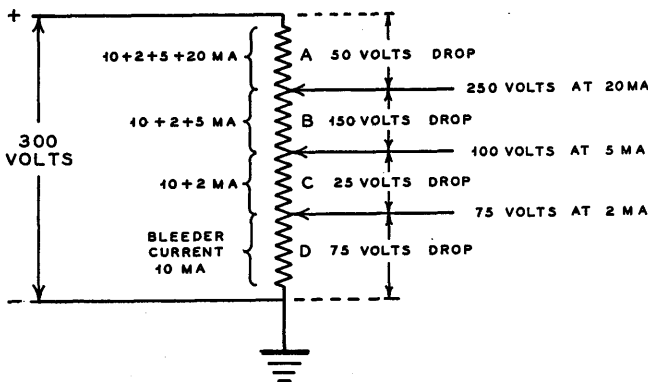 +
10+2+5+20 MA
A 50 VOLTS DROP
250 VOLTS AT 20MA
10+2+5 MA
B 150 VOLTS DROP
300
VOLTS
100 VOLTS AT 5 MA
10+2 MA
C 25 VOLTS DROP
75 VOLTS AT 2 MA
BLEEDER
CURRENT
10 MA
D 75 VOLTS DROP
-